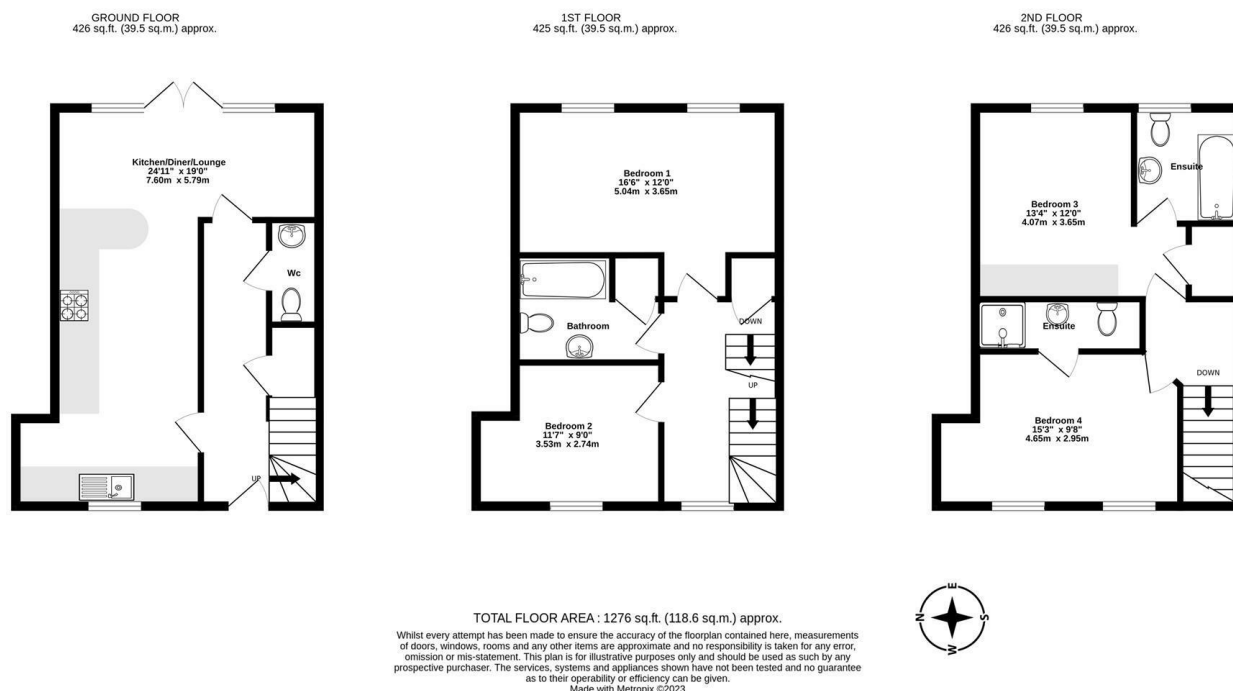 GROUND FLOOR
426 sq.ft. (39.5 sq.m.) approx.
1ST FLOOR
425 sq.ft. (39.5 sq.m.) approx.
2ND FLOOR
426 sq.ft. (39.5 sq.m.) approx.
Kitchen/Diner/Lounge
24'11" x 19'0"
7.60m x 5.79m
Wc
UP
Bedroom 1
16'6" x 12'0"
5.04m x 3.65m
Bathroom
DOWN
UP
Bedroom 2
11'7" x 9'0"
3.53m x 2.74m
Ensuite
Bedroom 3
13'4" x 12'0"
4.07m x 3.65m
Ensuite
DOWN
Bedroom 4
15'3" x 9'8"
4.65m x 2.95m
E
N
S
W
TOTAL FLOOR AREA : 1276 sq.ft. (118.6 sq.m.) approx.
Whilst every attempt has been made to ensure the accuracy of the floorplan contained here, measurements
of doors, windows, rooms and any other items are approximate and no responsibility is taken for any error,
omission or mis-statement. This plan is for illustrative purposes only and should be used as such by any
prospective purchaser. The services, systems and appliances shown have not been tested and no guarantee
as to their operability or efficiency can be given.
Made with Metropix ©2023